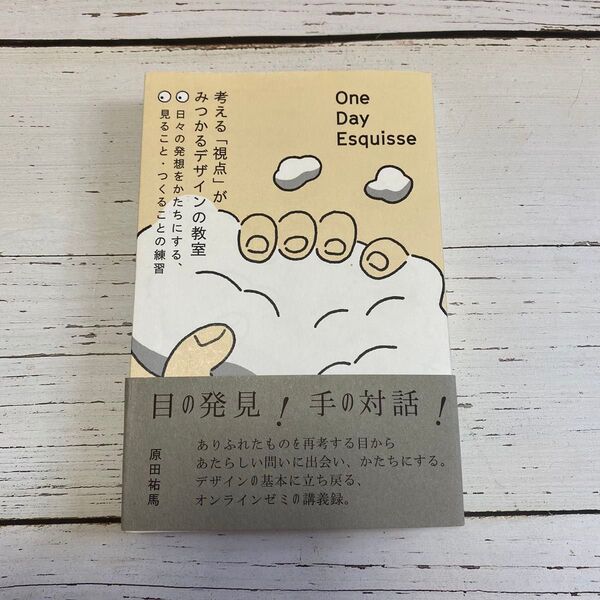 One
Day
Esquisse
考える「視点」が
みつかるデザインの教室
日々の発想をかたちにする、
見ること・つくることの練習
目の発見！ 手の対話！
ありふれたものを再考する目から
あたらしい問いに出会い、かたちにする。
デザインの基本に立ち戻る、
オンラインゼミの講義録。
原田祐馬